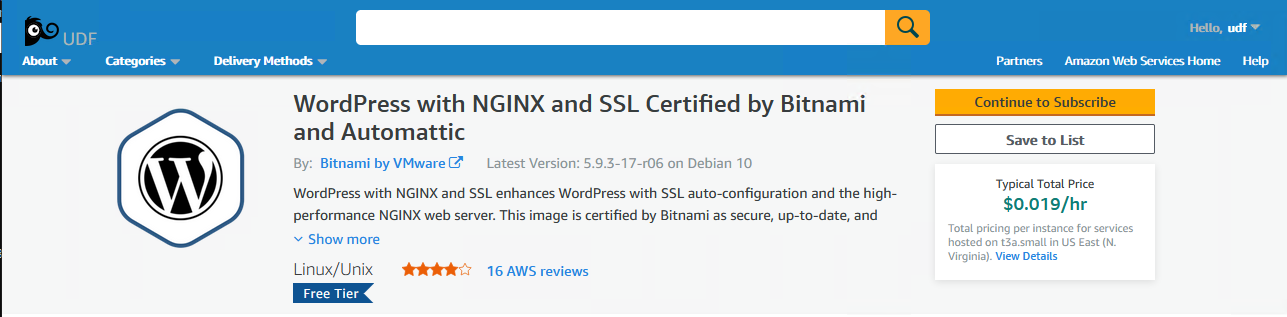 UDF
Hello, udf
About
Categories
Delivery Methods
Partners
Amazon Web Services Home
Help
WordPress with NGINX and SSL Certified by Bitnami
and Automattic
By: Bitnami by VMware
Latest Version: 5.9.3-17-r06 on Debian 10
WordPress with NGINX and SSL enhances WordPress with SSL auto-configuration and the high-
performance NGINX web server. This image is certified by Bitnami as secure, up-to-date, and
Show more
Linux/Unix
16 AWS reviews
Free Tier
Continue to Subscribe
Save to List
Typical Total Price
$0.019/hr
Total pricing per instance for services
hosted on t3a.small in US East (N.
Virginia). View Details